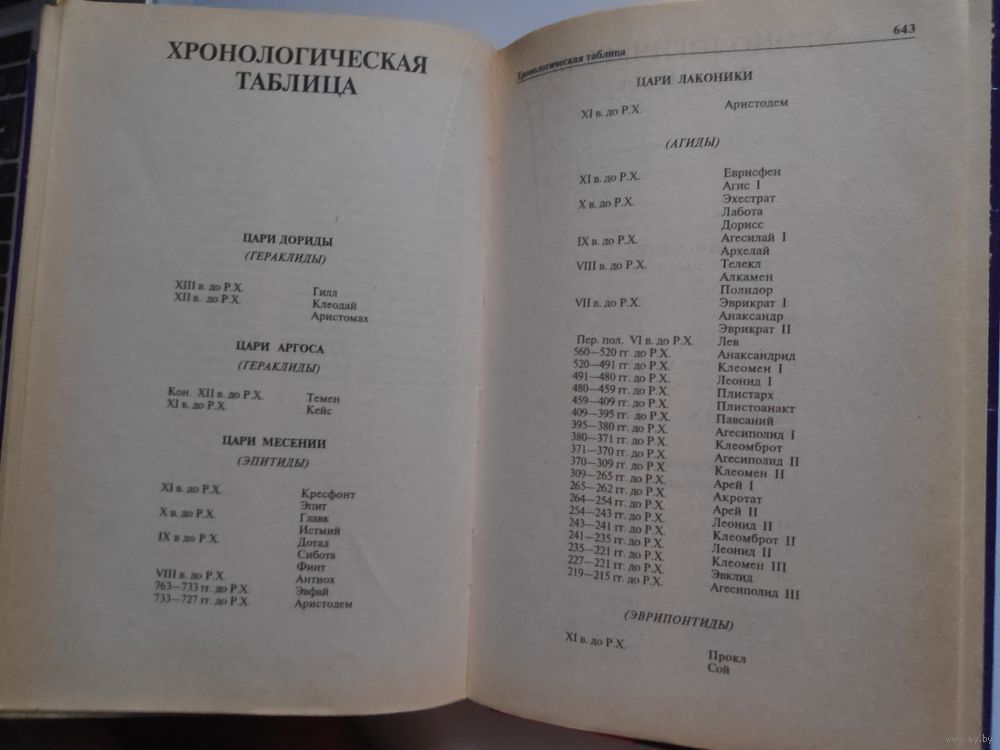 ХРОНОЛОГИЧЕСКАЯ
ТАБЛИЦА
ЦАРИ ДОРИДЫ
(ГЕРАКЛИДЫ)
XIII в. до Р.Х. Гилл
XII в. до Р.Х. Клеодай
Аристомах
ЦАРИ АРГОСА
(ГЕРАКЛИДЫ)
Кон. XII в. до Р.Х. Темен
XI в. до Р.Х. Кейс
ЦАРИ МЕСЕНИИ
(ЭПИТИДЫ)
XI в. до Р.Х. Кресфонт
Эпит
X в. до Р.Х. Главк
Истмий
IX в до Р.Х. Дотад
Сибота
Финт
VIII в. до Р.Х. Антиох
763—733 гг. до Р.Х. Эвфай
733—727 гг. до Р.Х. Аристодем
Хронологическая таблица 643
ЦАРИ ЛАКОНИКИ
XI в. до Р.Х. Аристодем
(АГИДЫ)
XI в. до Р.Х. Еврисфен
Агис I
X в. до Р.Х. Эхестрат
Лабота
Дорисс
IX в. до Р.Х. Агесилай I
Архелай
VIII в. до Р.Х. Телекл
Алкамен
Полидор
VII в. до Р.Х. Эврикрат I
Анаксандр
Эврикрат II
Пер. пол. VI в. до Р.Х. Лев
560—520 гг. до Р.Х. Анаксандрид
520—491 гг. до Р.Х. Клеомен I
491—480 гг. до Р.Х. Леонид I
480—459 гг. до Р.Х. Плистарх
459—409 гг. до Р.Х. Плистоанакт
409—395 гг. до Р.Х. Павсаний
395—380 гг. до Р.Х. Агесиполид I
380—371 гг. до Р.Х. Клеомброт
371—370 гг. до Р.Х. Агесиполид II
370—309 гг. до Р.Х. Клеомен II
309—265 гг. до Р.Х. Арей I
265—262 гг. до Р.Х. Акротат
264—254 гг. до Р.Х. Арей II
254—243 гг. до Р.Х. Леонид II
243—241 гг. до Р.Х. Клеомброт II
241—235 гг. до Р.Х. Леонид II
235—221 гг. до Р.Х. Клеомен III
227—221 гг. до Р.Х. Эвклид
219—215 гг. до Р.Х. Агесиполид III
(ЭВРИПОНТИДЫ)
XI в. до Р.Х. Прокл
Сой
www.ay.by